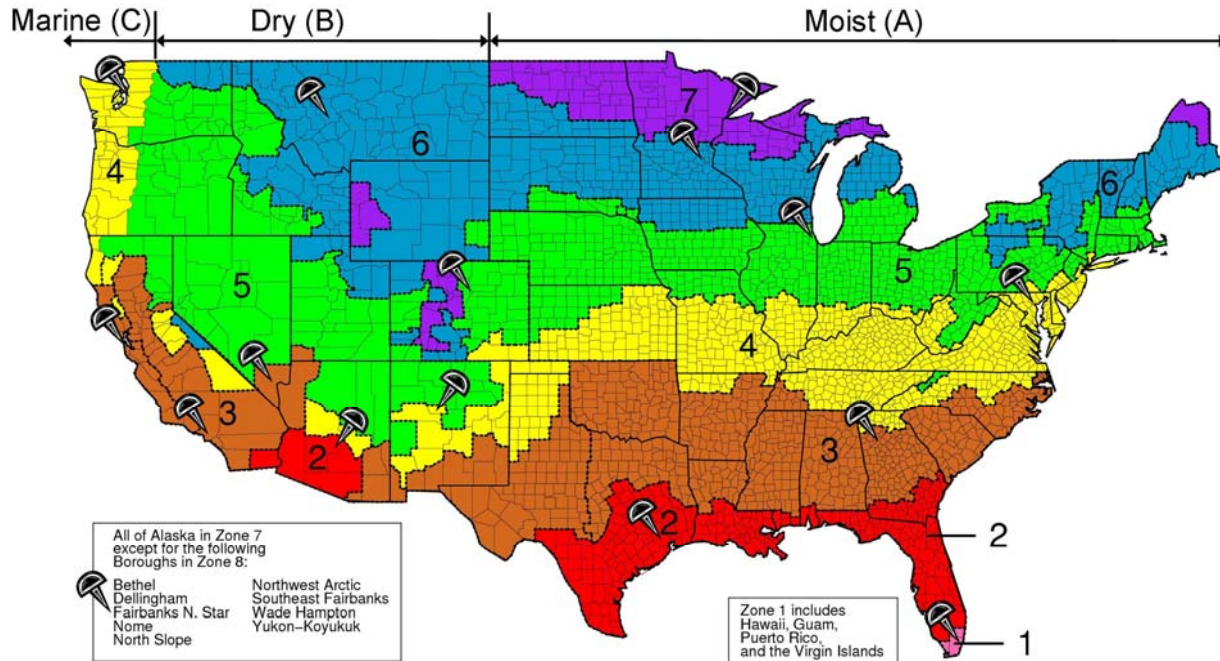 Marine (C) Dry (B) Moist (A)
7
6
4
6
5
5
4
3
3
2
2
2
1
All of Alaska in Zone 7
except for the following
Boroughs in Zone 8:
Bethel Northwest Arctic
Dellingham Southeast Fairbanks
Fairbanks N. Star Wade Hampton
Nome Yukon-Koyukuk
North Slope
Zone 1 includes
Hawaii, Guam,
Puerto Rico,
and the Virgin Islands